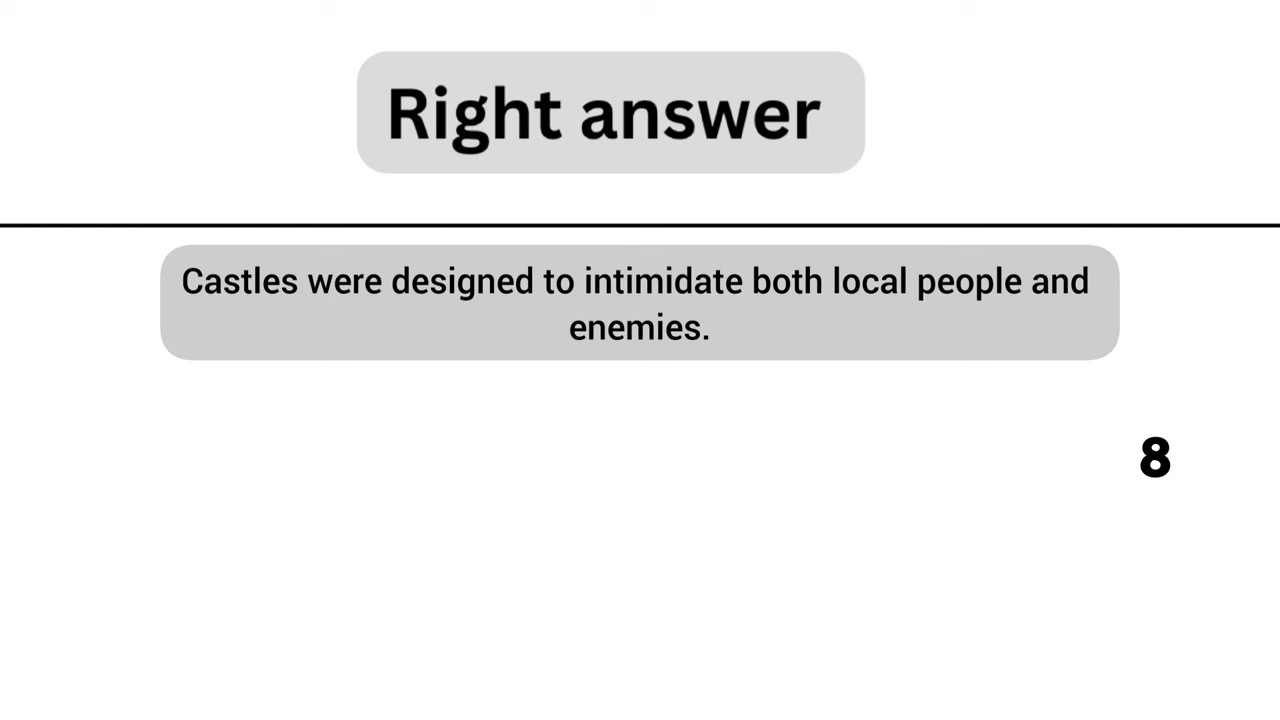 Right answer
Castles were designed to intimidate both local people and
enemies.
8